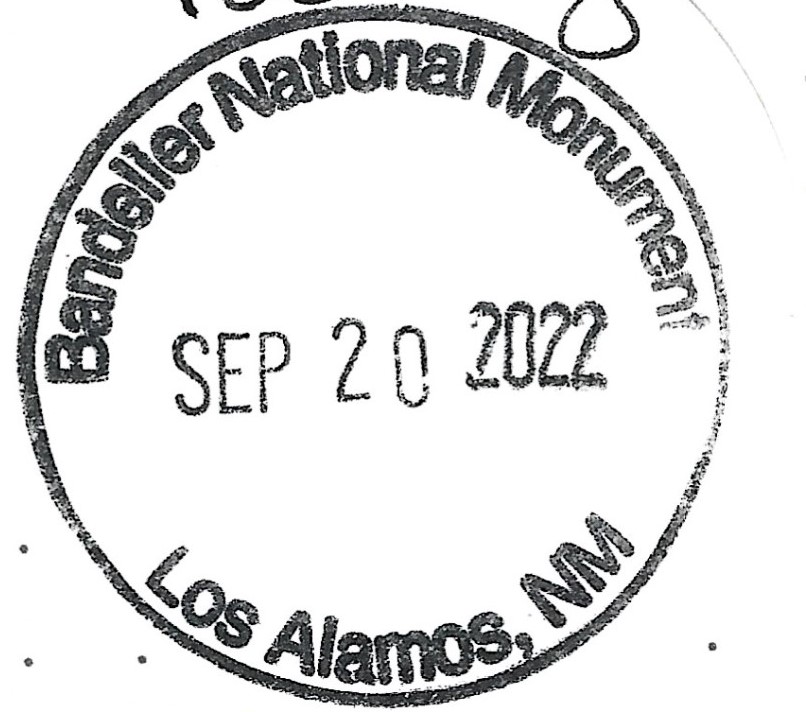 Bandelier National Monument
SEP 20 2022
Los Alamos, NM